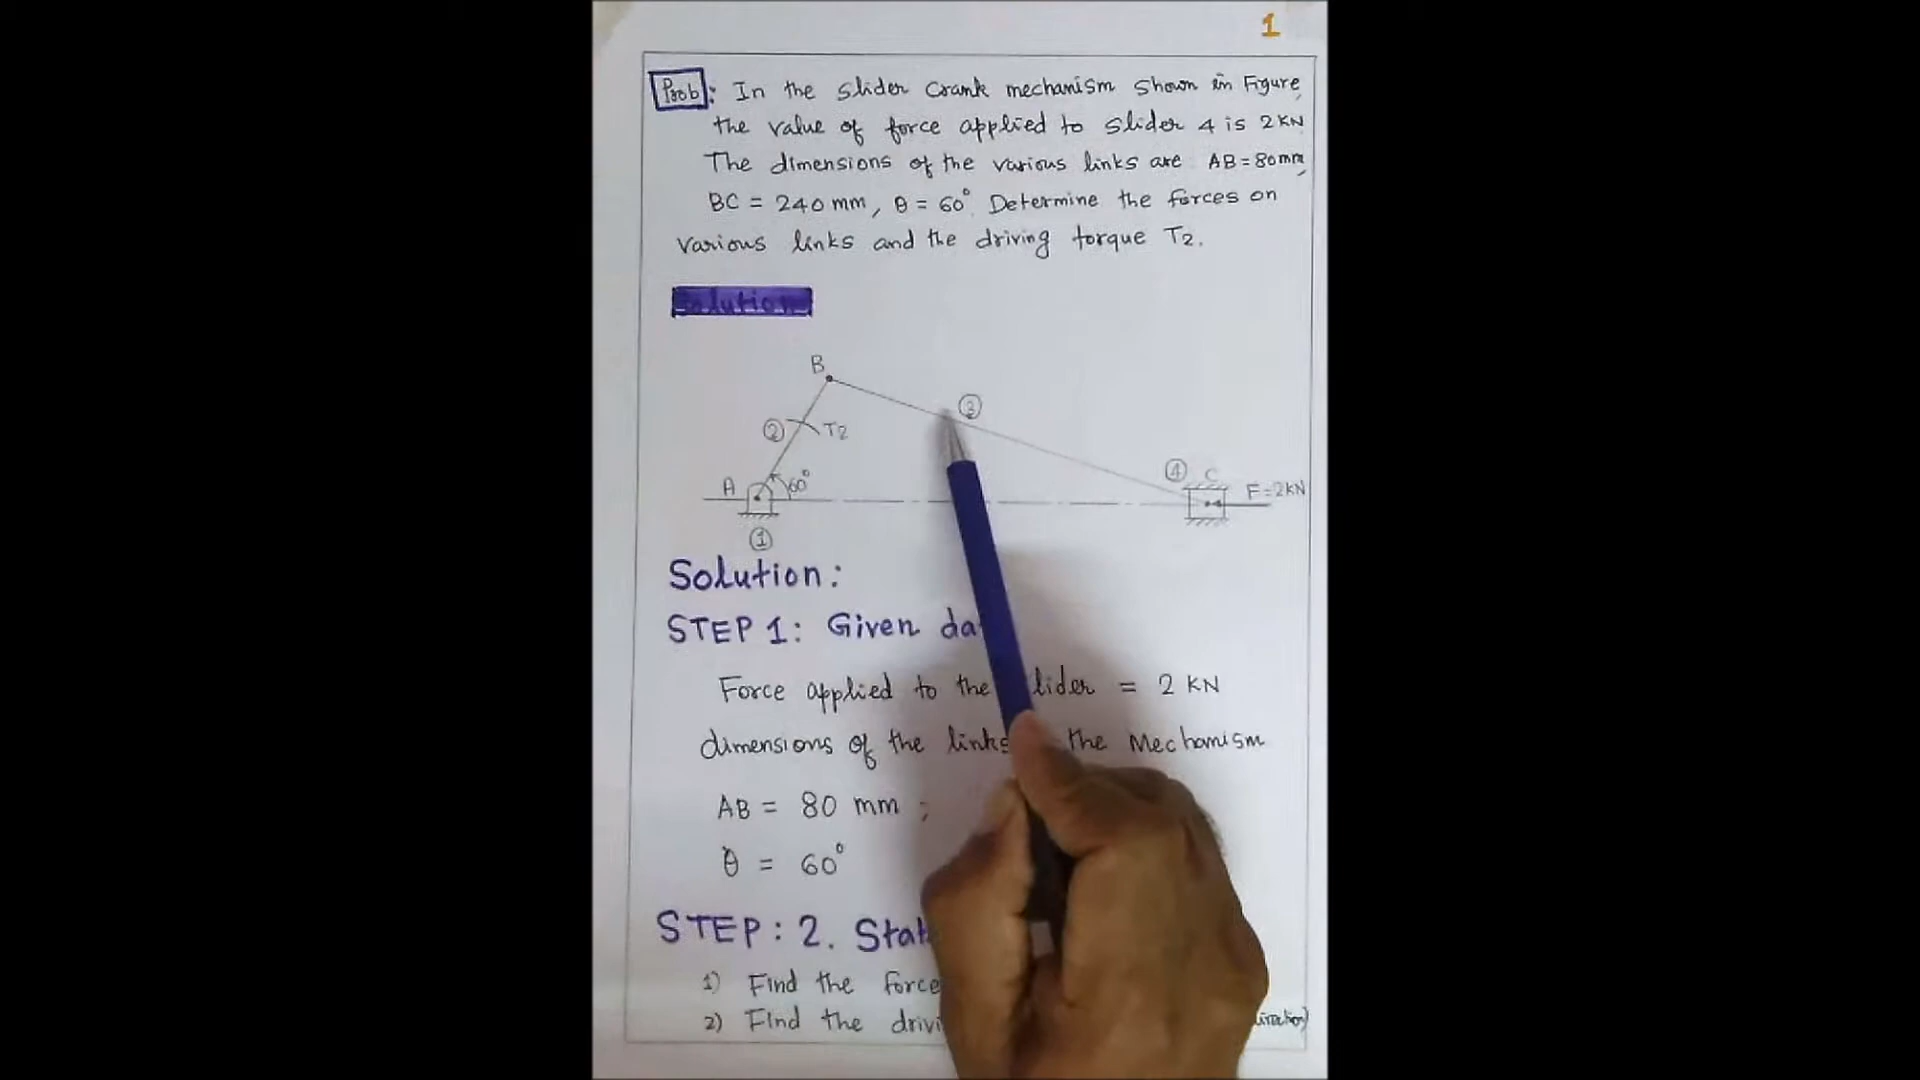 1
Prob: In the slider crank mechanism shown in Figure,
the value of force applied to slider 4 is 2 KN
The dimensions of the various links are AB = 80mm,
BC = 240 mm, θ = 60° Determine the forces on
various links and the driving torque T2.
Solution
B
3
2 T2
4 C
A 60° F=2KN
1
Solution:
STEP 1: Given da
Force applied to the lider = 2 KN
dimensions of the links the Mechanism
AB = 80 mm ;
θ = 60°
STEP: 2. Stat
1) Find the force
2) Find the drivi